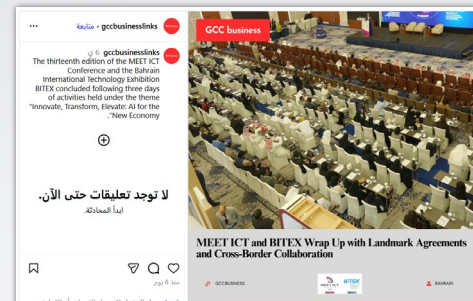 gccbusinesslinks • متابعة
gccbusinesslinks 6 ي
The thirteenth edition of the MEET ICT
Conference and the Bahrain
International Technology Exhibition
BITEX concluded following three days
of activities held under the theme
"Innovate, Transform, Elevate: AI for the
."New Economy
لا توجد تعليقات حتى الآن.
ابدأ المحادثة.
منذ 6 يوم
GCC business
MEET ICT and BITEX Wrap Up with Landmark Agreements
and Cross-Border Collaboration
GCCBUSINESS
MEET ICT
BITEX
BAHRAIN